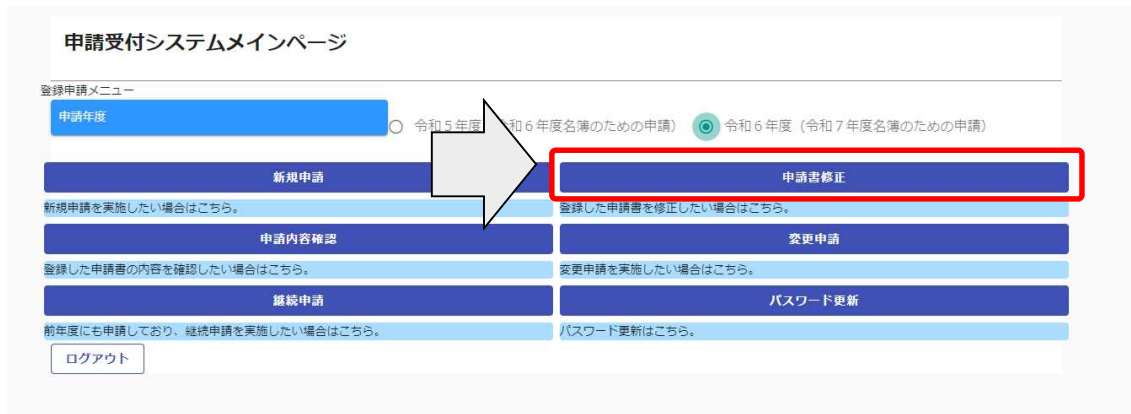 申請受付システムメインページ
登録申請メニュー
申請年度
令和5年度 令和6年度名簿のための申請) 令和6年度(令和7年度名簿のための申請)
新規申請 申請書修正
新規申請を実施したい場合はこちら。 登録した申請書を修正したい場合はこちら。
申請内容確認 変更申請
登録した申請書の内容を確認したい場合はこちら。 変更申請を実施したい場合はこちら。
継続申請 パスワード更新
前年度にも申請しており、継続申請を実施したい場合はこちら。 パスワード更新はこちら。
ログアウト